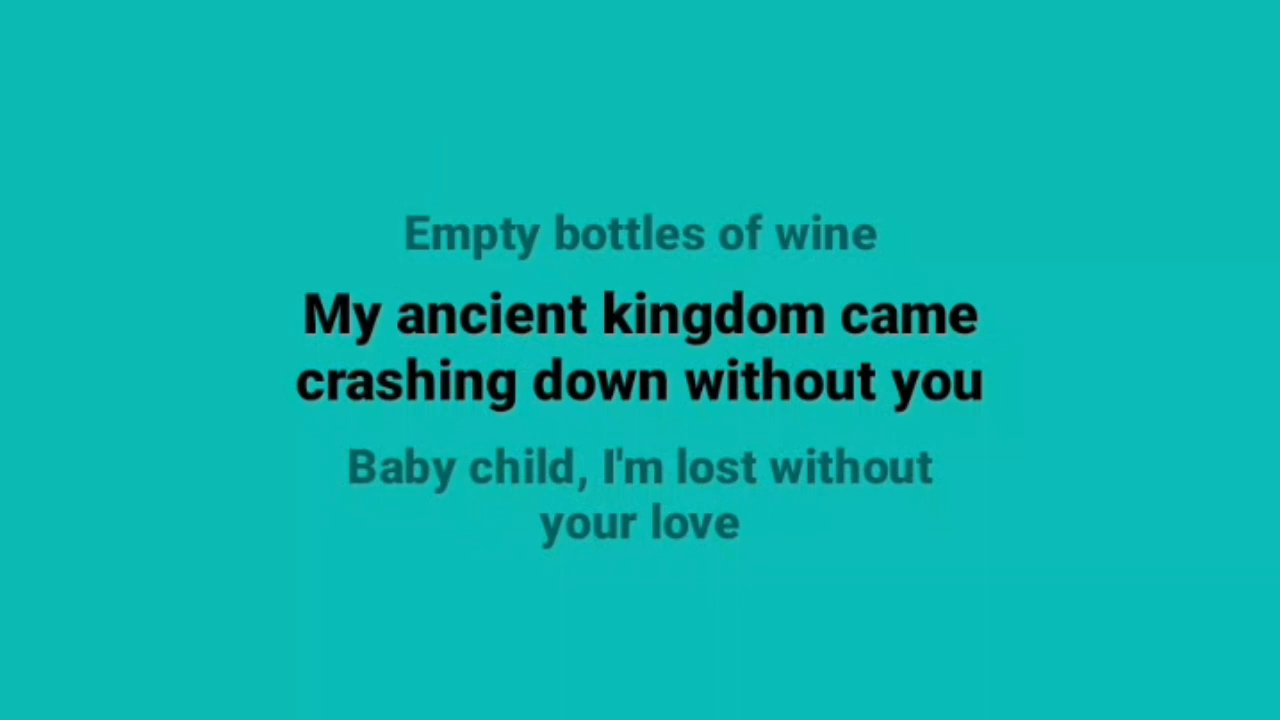 Empty bottles of wine
My ancient kingdom came
crashing down without you
Baby child, I'm lost without
your love